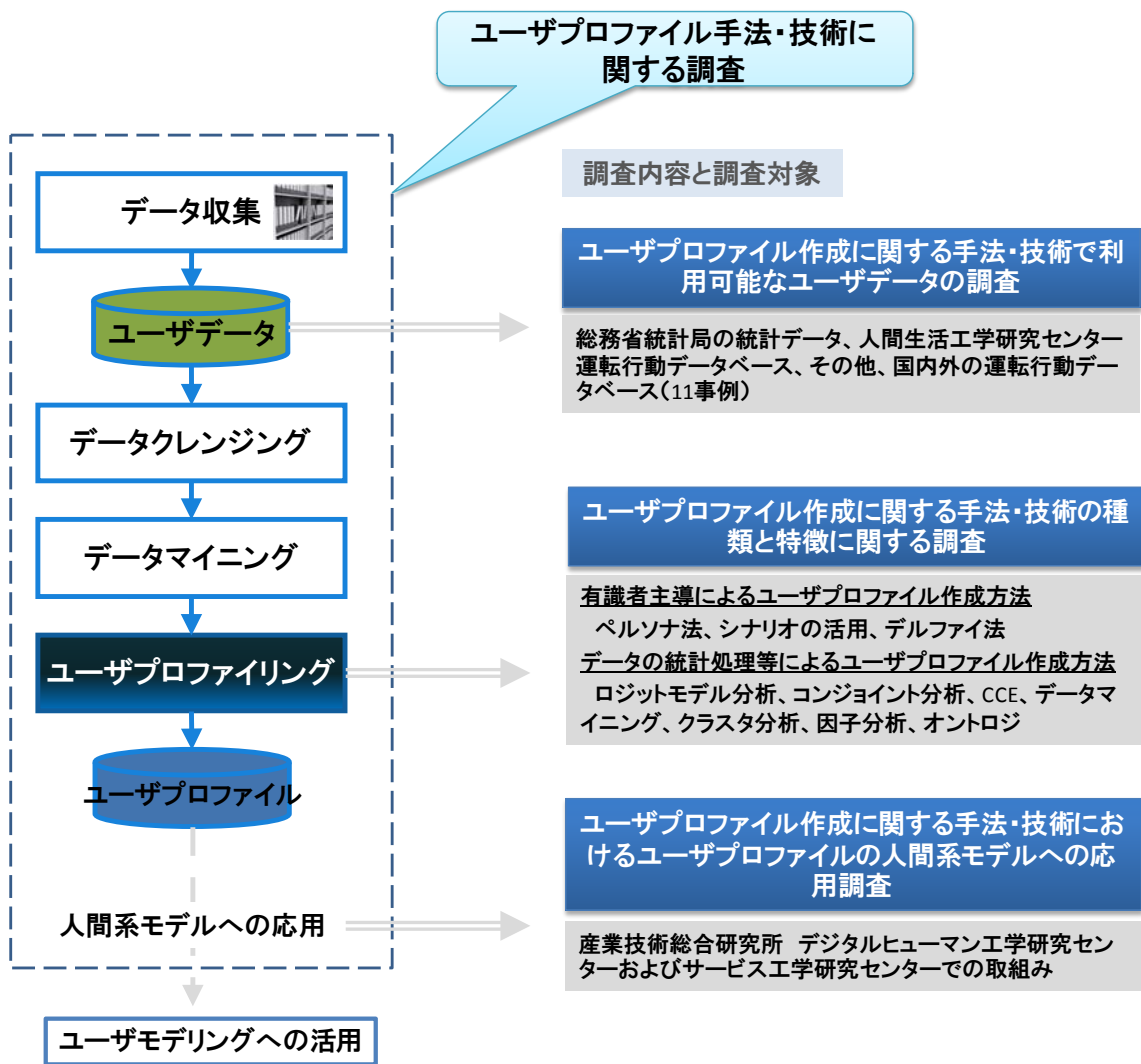 ユーザプロファイル手法・技術に
関する調査
データ収集
ユーザデータ
データクレンジング
データマイニング
ユーザプロファイリング
ユーザプロファイル
人間系モデルへの応用
ユーザモデリングへの活用
調査内容と調査対象
ユーザプロファイル作成に関する手法・技術で利
用可能なユーザデータの調査
総務省統計局の統計データ、人間生活工学研究センター
運転行動データベース、その他、国内外の運転行動デー
タベース（11事例）
ユーザプロファイル作成に関する手法・技術の種
類と特徴に関する調査
有識者主導によるユーザプロファイル作成方法
ペルソナ法、シナリオの活用、デルファイ法
データの統計処理等によるユーザプロファイル作成方法
ロジットモデル分析、コンジョイント分析、CCE、データマ
イニング、クラスタ分析、因子分析、オントロジ
ユーザプロファイル作成に関する手法・技術にお
けるユーザプロファイルの人間系モデルへの応
用調査
産業技術総合研究所　デジタルヒューマン工学研究セン
ターおよびサービス工学研究センターでの取組み